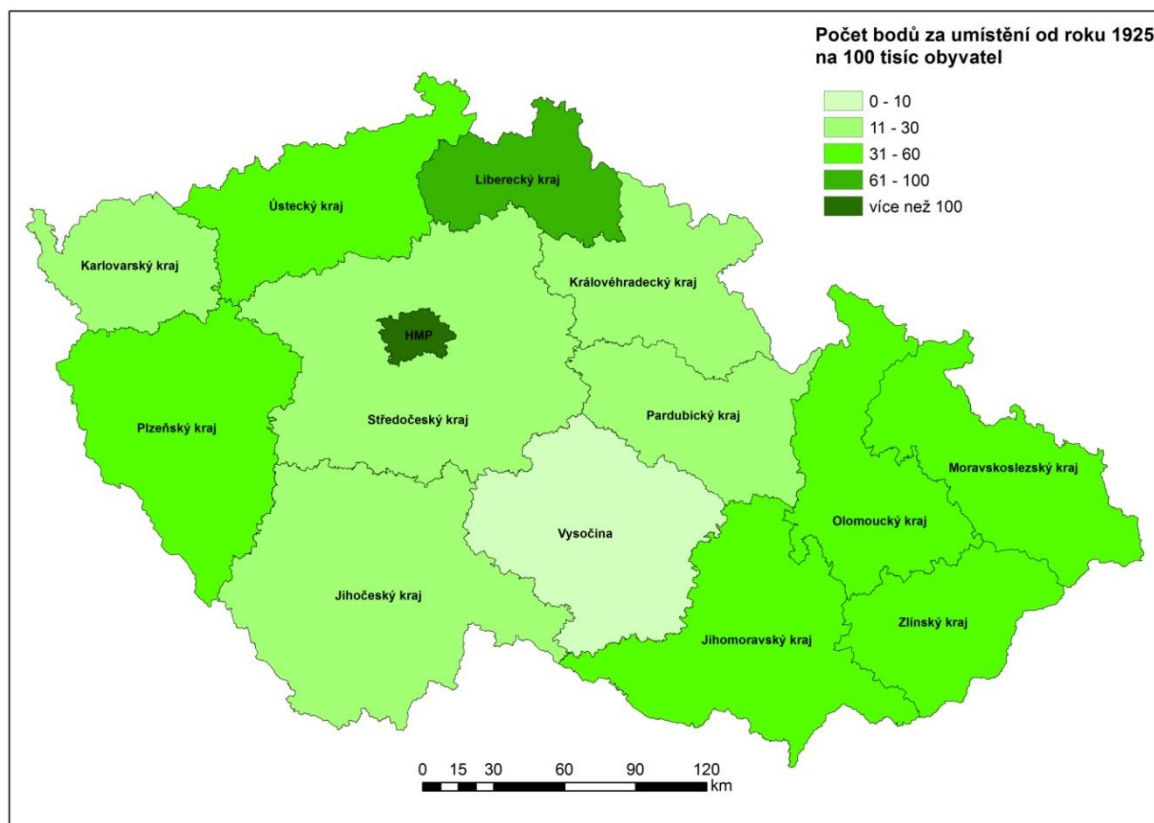 Počet bodů za umístění od roku 1925
na 100 tisíc obyvatel
0 - 10
11 - 30
31 - 60
61 - 100
více než 100
Liberecký kraj
Ústecký kraj
Karlovarský kraj
Královéhradecký kraj
HMP
Středočeský kraj
Pardubický kraj
Plzeňský kraj
Moravskoslezský kraj
Olomoucký kraj
Vysočina
Jihočeský kraj
Zlínský kraj
Jihomoravský kraj
0 15 30 60 90 120
km